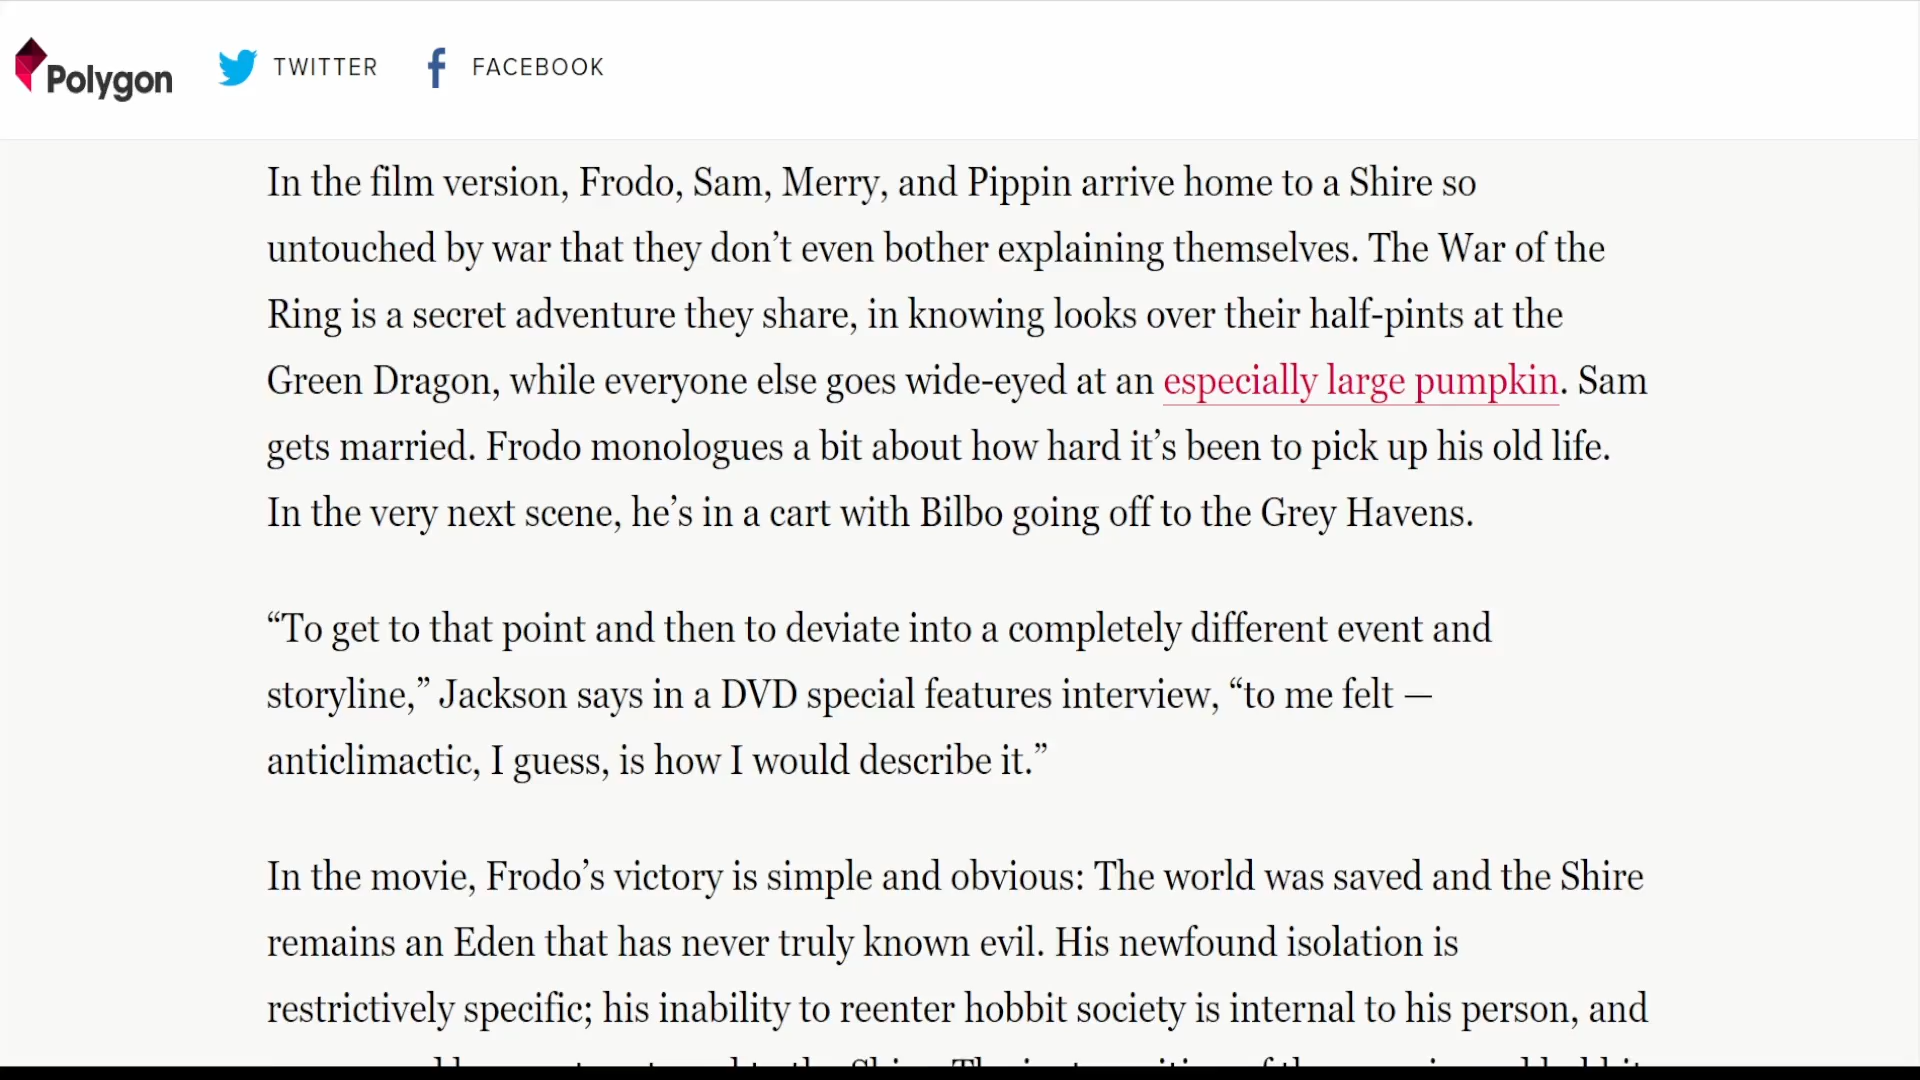 Polygon
TWITTER
FACEBOOK
In the film version, Frodo, Sam, Merry, and Pippin arrive home to a Shire so
untouched by war that they don’t even bother explaining themselves. The War of the
Ring is a secret adventure they share, in knowing looks over their half-pints at the
Green Dragon, while everyone else goes wide-eyed at an especially large pumpkin. Sam
gets married. Frodo monologues a bit about how hard it’s been to pick up his old life.
In the very next scene, he’s in a cart with Bilbo going off to the Grey Havens.
“To get to that point and then to deviate into a completely different event and
storyline,” Jackson says in a DVD special features interview, “to me felt —
anticlimactic, I guess, is how I would describe it.”
In the movie, Frodo’s victory is simple and obvious: The world was saved and the Shire
remains an Eden that has never truly known evil. His newfound isolation is
restrictively specific; his inability to reenter hobbit society is internal to his person, and